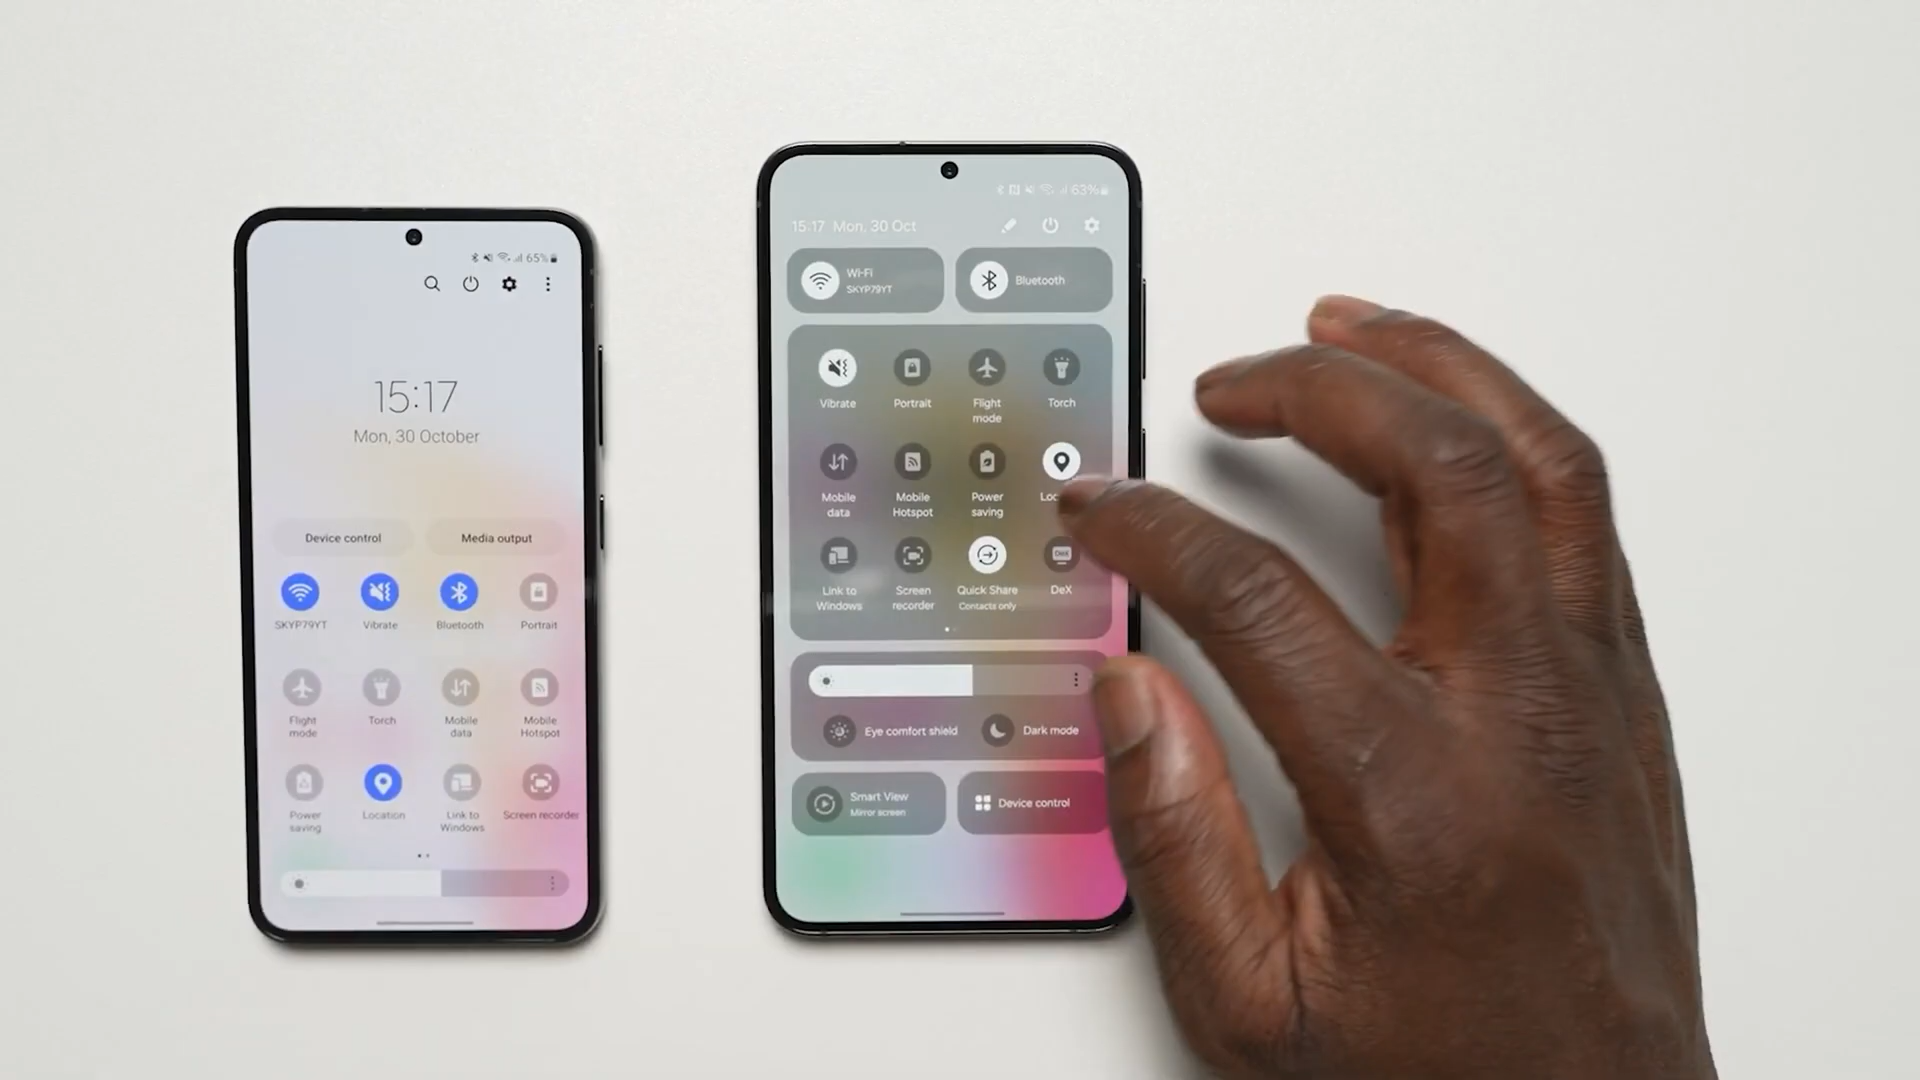 65%
15:17
Mon, 30 October
Device control
Media output
SKYP79YT
Vibrate
Bluetooth
Portrait
Flight
mode
Torch
Mobile
data
Mobile
Hotspot
Power
saving
Location
Link to
Windows
Screen recorder
63%
15:17 Mon, 30 Oct
Wi-Fi
SKYP79YT
Bluetooth
Vibrate
Portrait
Flight
mode
Torch
Mobile
data
Mobile
Hotspot
Power
saving
Loc
Link to
Windows
Screen
recorder
Quick Share
Contacts only
DeX
DeX
Eye comfort shield
Dark mode
Smart View
Mirror screen
Device control